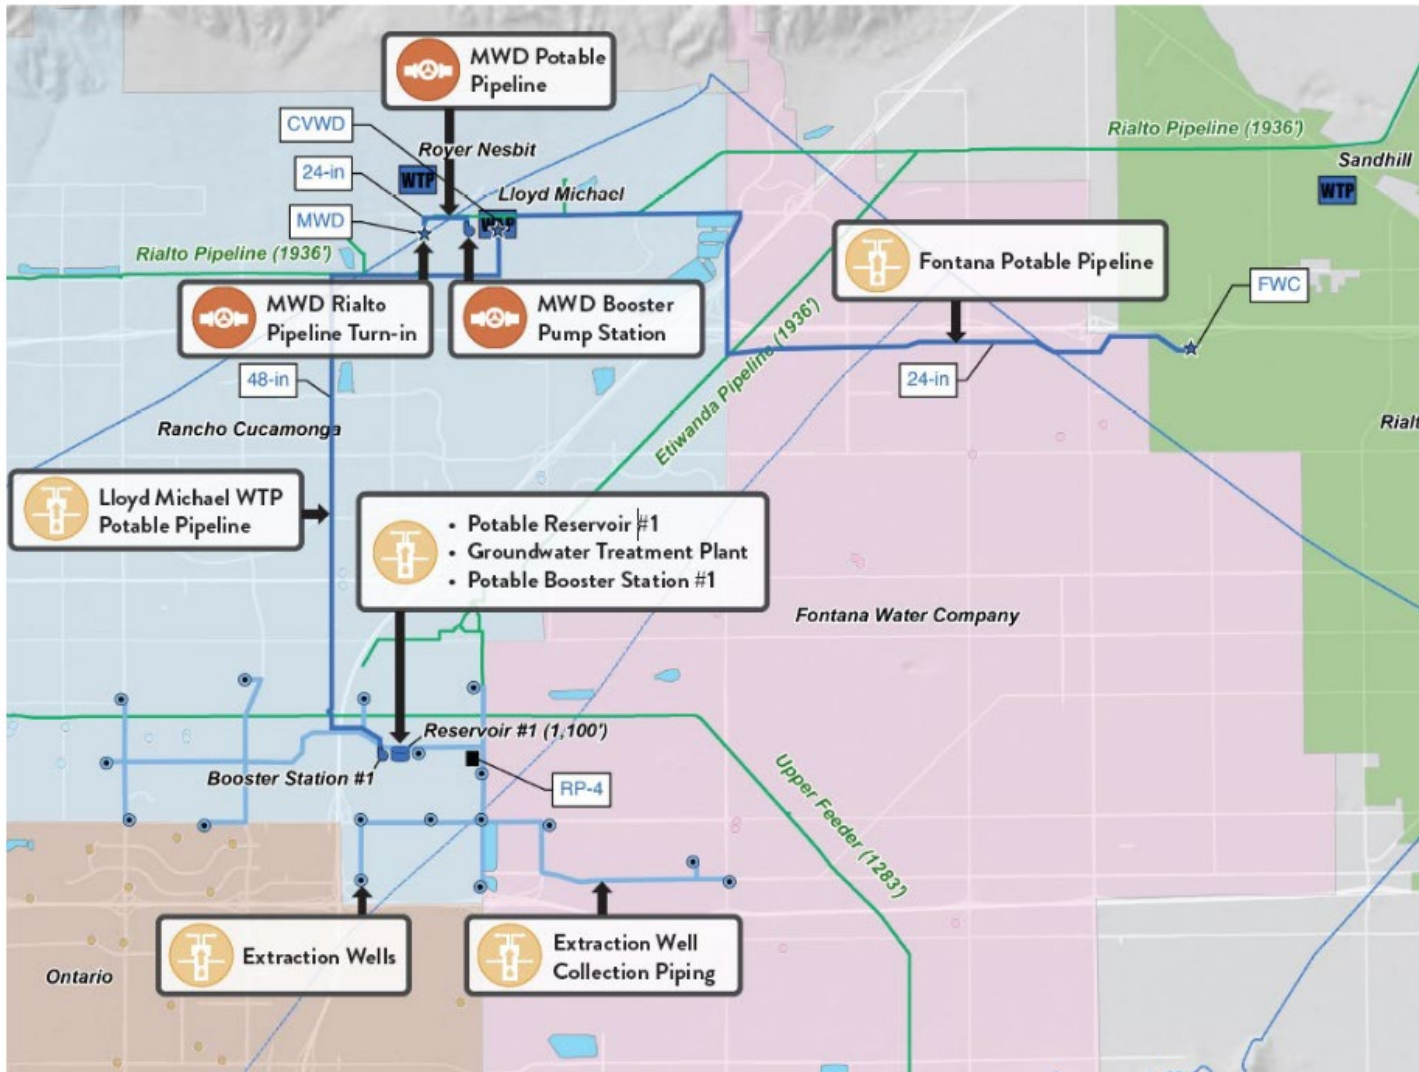 MWD Potable
Pipeline
CVWD
Royer Nesbit
Rialto Pipeline (1936')
24-in
WTP
Lloyd Michael
Sandhill
WTP
MWD
WTP
Rialto Pipeline (1936')
Fontana Potable Pipeline
FWC
MWD Rialto
Pipeline Turn-in
MWD Booster
Pump Station
Etiwanda Pipeline (1936')
48-in
24-in
Rancho Cucamonga
Rialt
Lloyd Michael WTP
Potable Pipeline
• Potable Reservoir #1
• Groundwater Treatment Plant
• Potable Booster Station #1
Fontana Water Company
Reservoir #1 (1,100')
Booster Station #1
RP-4
Upper Feeder (1283')
Extraction Wells
Extraction Well
Collection Piping
Ontario